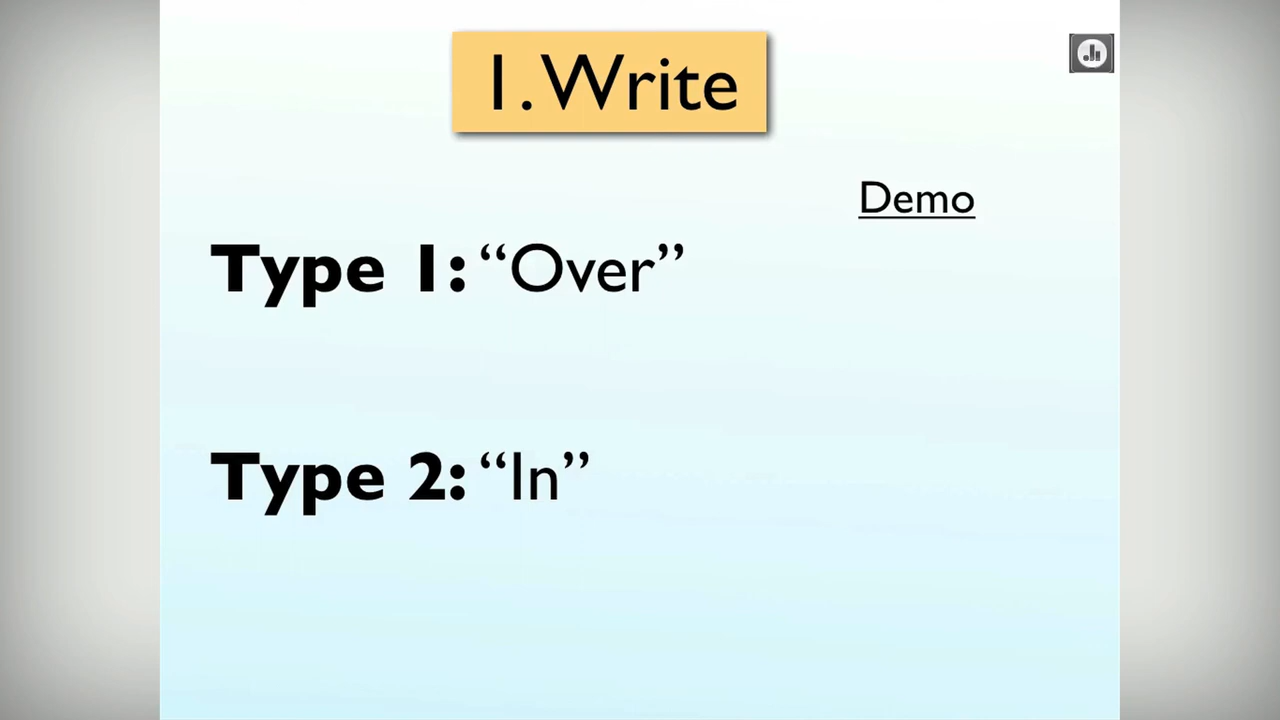 1. Write
Demo
Type 1: “Over”
Type 2: “In”